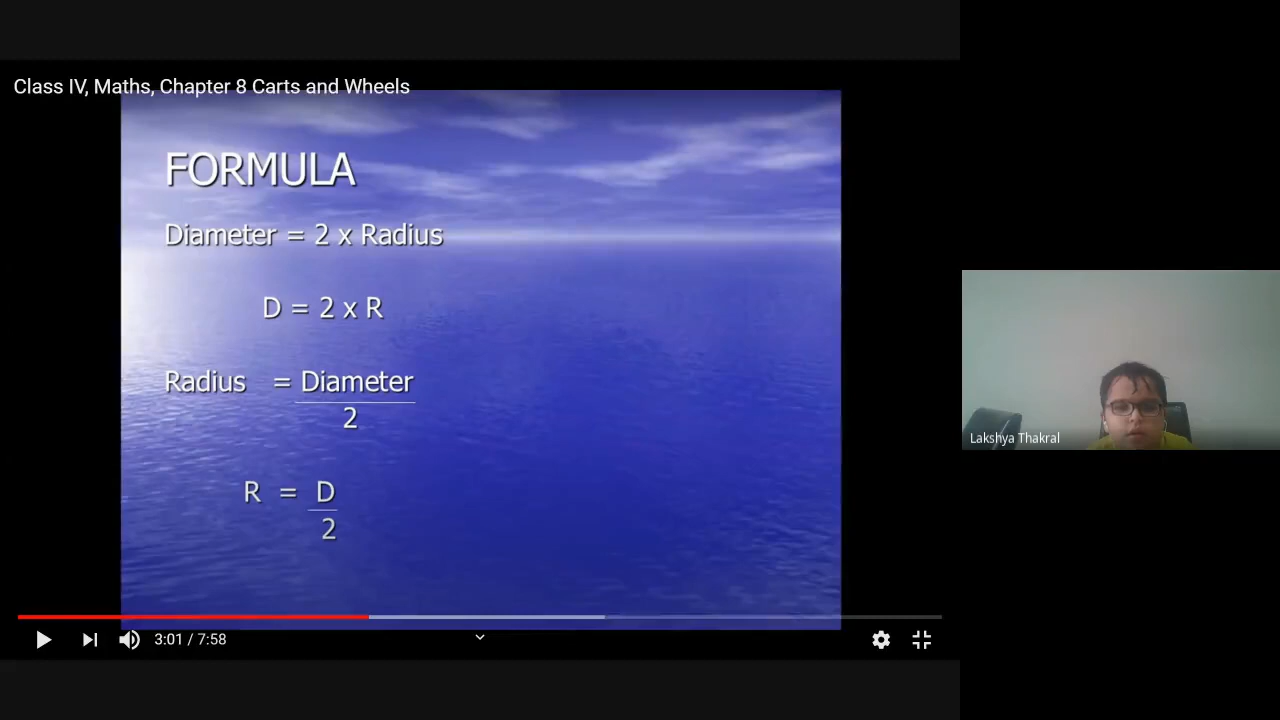 Class IV, Maths, Chapter 8 Carts and Wheels
FORMULA
Diameter = 2 x Radius
D = 2 x R
Radius = Diameter
2
R = D
2
3:01 / 7:58
Lakshya Thakral